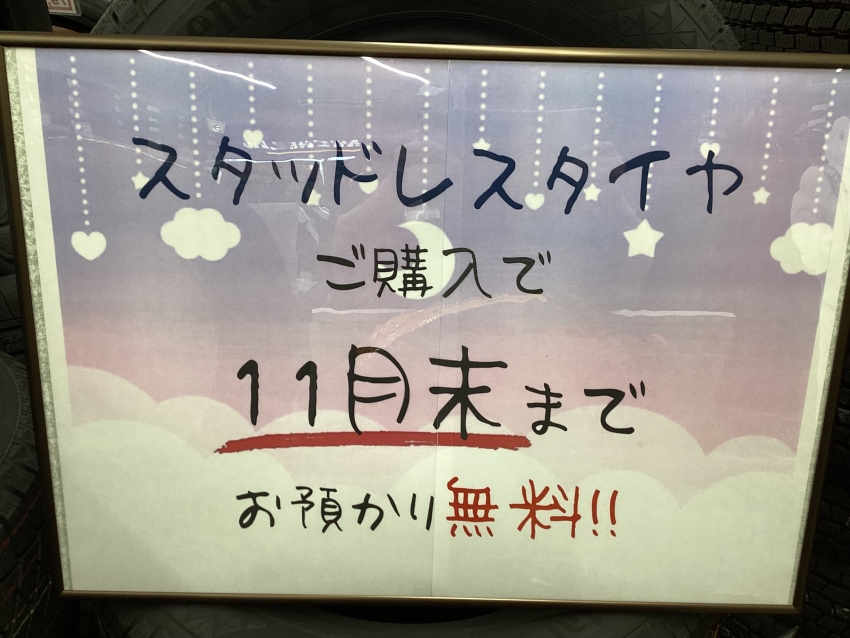 スタッドレスタイヤ
ご購入で
11月末まで
お預かり無料!!